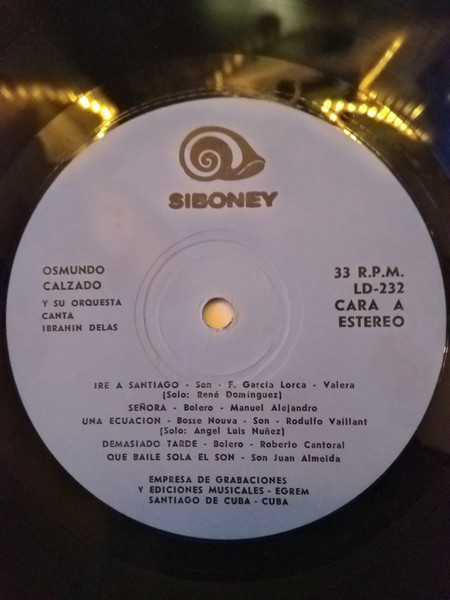 SIBONEY
OSMUNDO
CALZADO
Y SU ORQUESTA
CANTA
IBRAHIN DELAS
33 R.P.M.
LD-232
CARA A
ESTEREO
IRE A SANTIAGO - Son - F. García Lorca - Valera
(Solo: René Domínguez)
SEÑORA - Bolero - Manuel Alejandro
UNA ECUACION - Bosse Nouva - Son - Rodulfo Vaillant
(Solo: Angel Luis Nuñez)
DEMASIADO TARDE - Bolero - Roberto Cantoral
QUE BAILE SOLA EL SON - Son Juan Almeida
EMPRESA DE GRABACIONES
Y EDICIONES MUSICALES - EGREM
SANTIAGO DE CUBA - CUBA